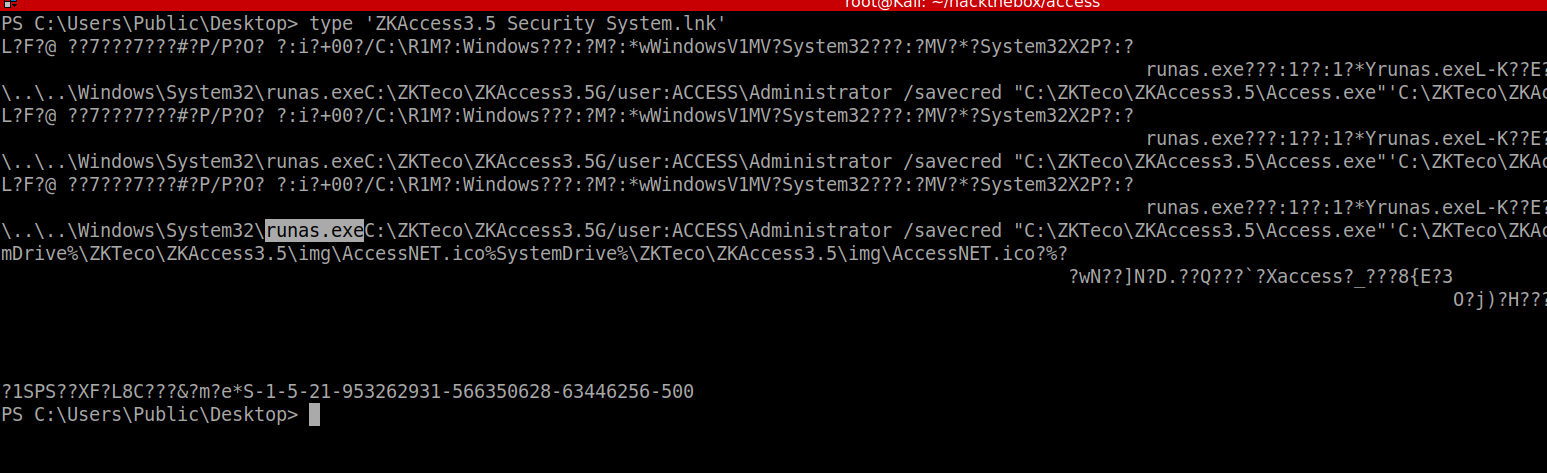 root@Kali: ~/hackthebox/access
PS C:\Users\Public\Desktop> type 'ZKAccess3.5 Security System.lnk'
L?F?@ ??7???7???#?P/P?O? ?:i?+00?/C:\R1M?:Windows???:?M?:*wWindowsV1MV?System32???:?MV?*?System32X2P?:?
runas.exe???:1??:1?*Yrunas.exeL-K??E?
\..\..\Windows\System32\runas.exeC:\ZKTeco\ZKAccess3.5G/user:ACCESS\Administrator /savecred "C:\ZKTeco\ZKAccess3.5\Access.exe"'C:\ZKTeco\ZKAc
L?F?@ ??7???7???#?P/P?O? ?:i?+00?/C:\R1M?:Windows???:?M?:*wWindowsV1MV?System32???:?MV?*?System32X2P?:?
runas.exe???:1??:1?*Yrunas.exeL-K??E?
\..\..\Windows\System32\runas.exeC:\ZKTeco\ZKAccess3.5G/user:ACCESS\Administrator /savecred "C:\ZKTeco\ZKAccess3.5\Access.exe"'C:\ZKTeco\ZKAc
L?F?@ ??7???7???#?P/P?O? ?:i?+00?/C:\R1M?:Windows???:?M?:*wWindowsV1MV?System32???:?MV?*?System32X2P?:?
runas.exe???:1??:1?*Yrunas.exeL-K??E?
\..\..\Windows\System32\runas.exeC:\ZKTeco\ZKAccess3.5G/user:ACCESS\Administrator /savecred "C:\ZKTeco\ZKAccess3.5\Access.exe"'C:\ZKTeco\ZKAc
mDrive%\ZKTeco\ZKAccess3.5\img\AccessNET.ico%SystemDrive%\ZKTeco\ZKAccess3.5\img\AccessNET.ico?%?
?wN??]N?D.??Q???`?Xaccess?_???8{E?3
O?j)?H???
?1SPS??XF?L8C???&?m?e*S-1-5-21-953262931-566350628-63446256-500
PS C:\Users\Public\Desktop>